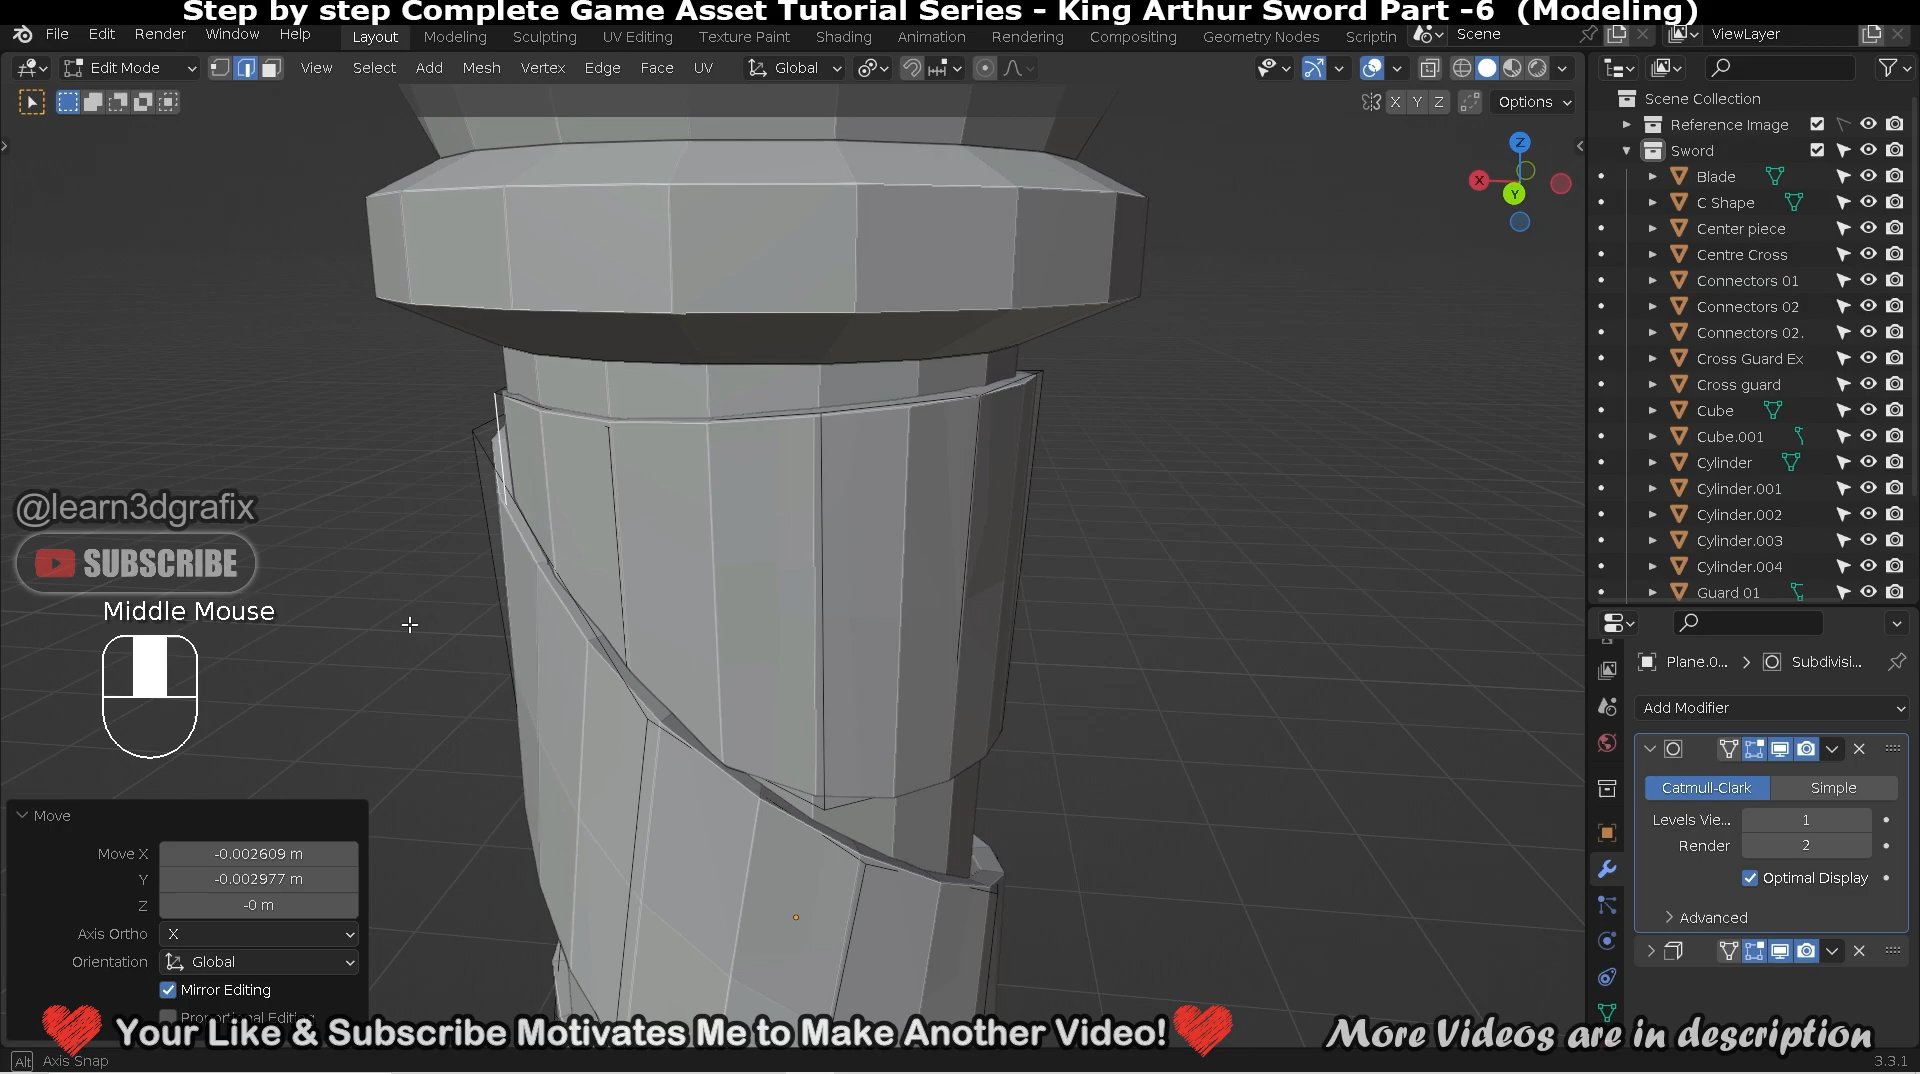 Step by step Complete Game Asset Tutorial Series - King Arthur Sword Part -6 (Modeling)
File Edit Render Window Help Layout Modeling Sculpting UV Editing Texture Paint Shading Animation Rendering Compositing Geometry Nodes Scriptin Scene ViewLayer
Edit Mode View Select Add Mesh Vertex Edge Face UV Global
X Y Z Options
Scene Collection
Reference Image
Sword
Blade
C Shape
Center piece
Centre Cross
Connectors 01
Connectors 02
Connectors 02.
Cross Guard Ex
Cross guard
Cube
Cube.001
Cylinder
Cylinder.001
Cylinder.002
Cylinder.003
Cylinder.004
Guard 01
Z
X
Y
@learn3dgrafix
SUBSCRIBE
Middle Mouse
Plane.0... Subdivisi...
Add Modifier
Catmull-Clark Simple
Levels Vie... 1
Render 2
Optimal Display
Advanced
Move
Move X -0.002609 m
Y -0.002977 m
Z -0 m
Axis Ortho X
Orientation Global
Mirror Editing
Proportional Editing
Your Like & Subscribe Motivates Me to Make Another Video!
More Videos are in description
Alt Axis Snap
3.3.1